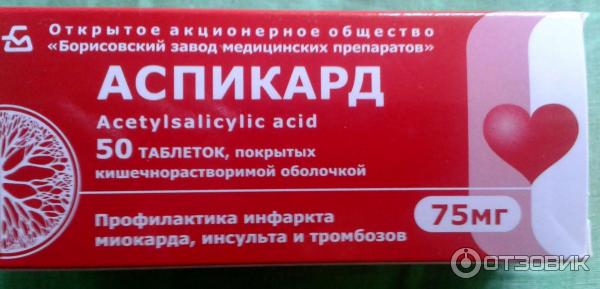 Открытое акционерное общество
«Борисовский завод медицинских препаратов»
АСПИКАРД
Acetylsalicylic acid
50 ТАБЛЕТОК, покрытых
кишечнорастворимой оболочкой
Профилактика инфаркта
миокарда, инсульта и тромбозов
75мг
ОТЗОВИК